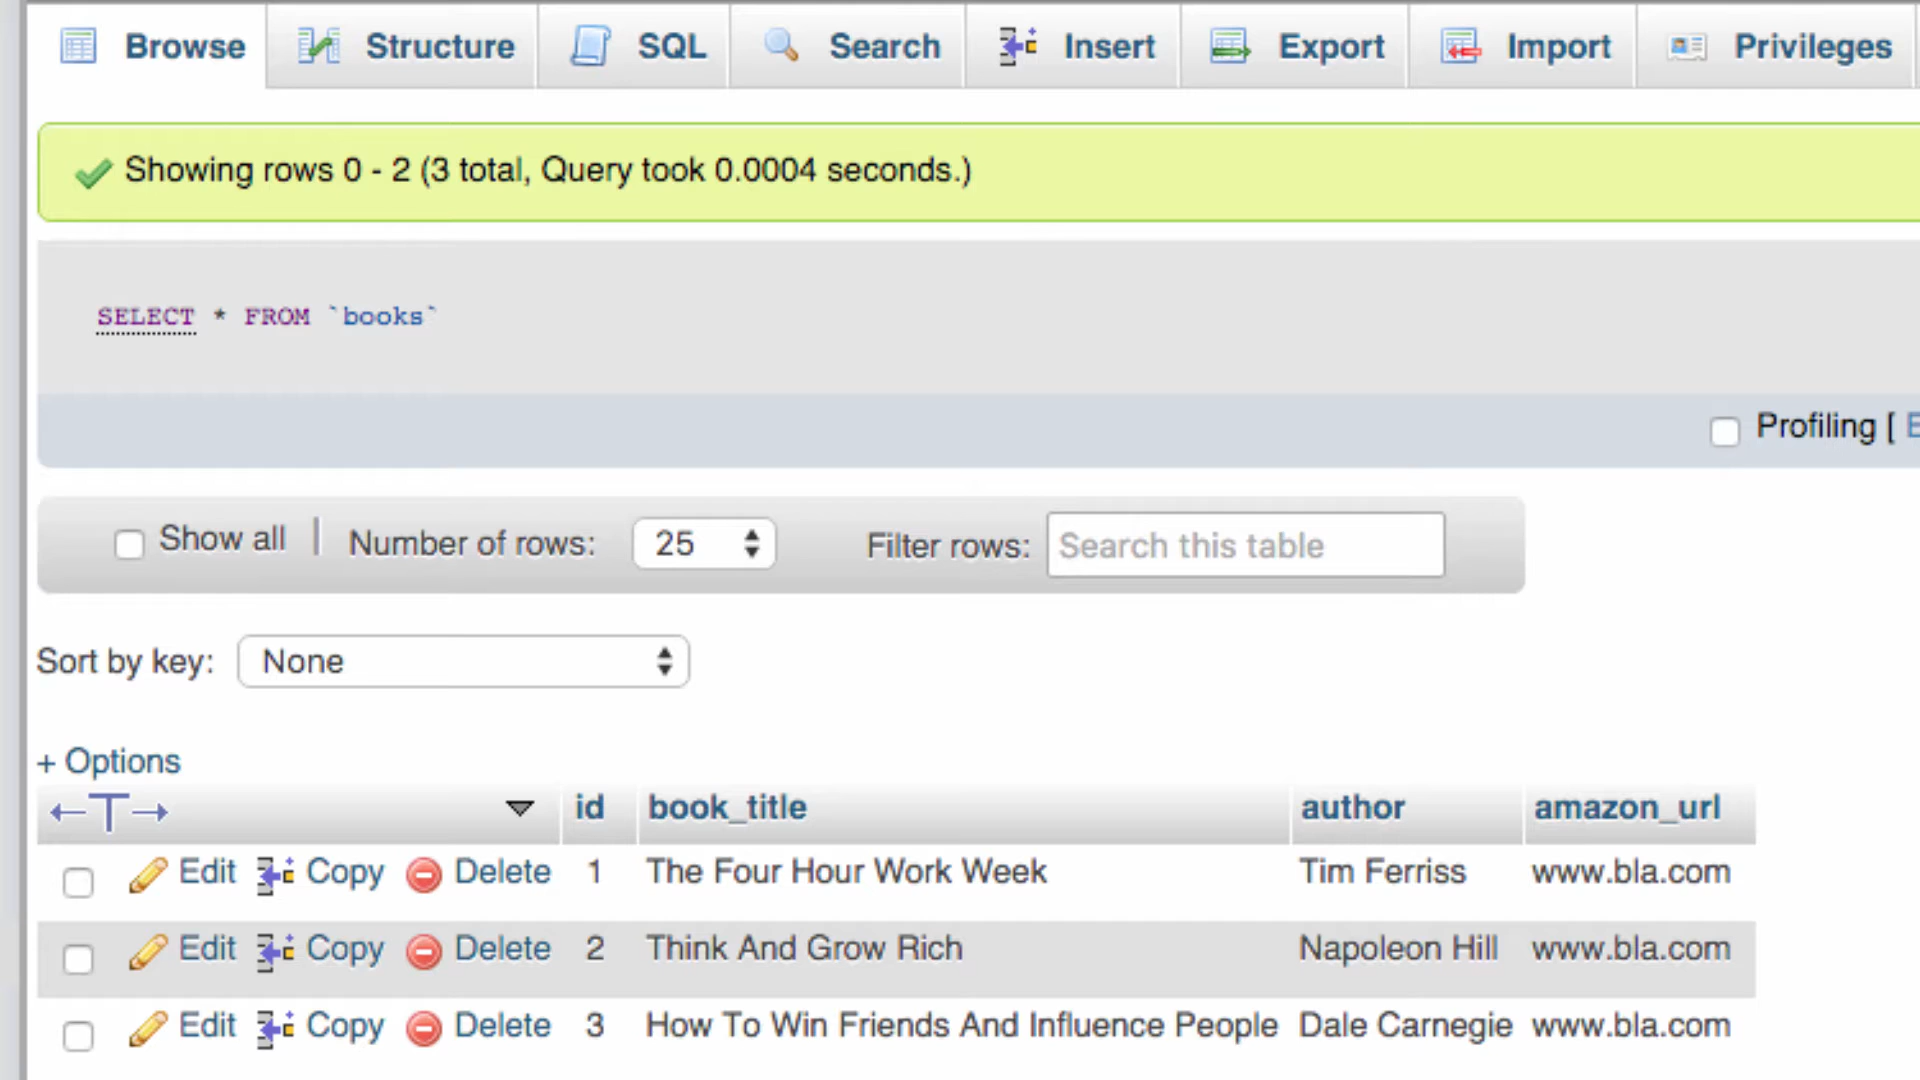 Browse Structure SQL Search Insert Export Import Privileges
Showing rows 0 - 2 (3 total, Query took 0.0004 seconds.)
SELECT * FROM `books`
Profiling [
Show all | Number of rows: 25 Filter rows: Search this table
Sort by key: None
+ Options
id book_title author amazon_url
Edit Copy Delete 1 The Four Hour Work Week Tim Ferriss www.bla.com
Edit Copy Delete 2 Think And Grow Rich Napoleon Hill www.bla.com
Edit Copy Delete 3 How To Win Friends And Influence People Dale Carnegie www.bla.com